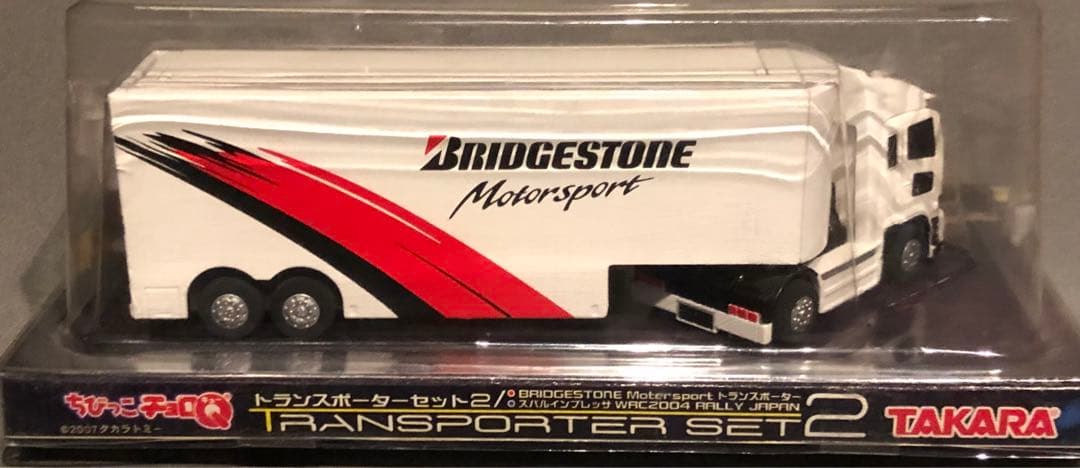 BRIDGESTONE
Motorsport
ちびっこチョロQ
©2007タカラトミー
トランスポーターセット2/
BRIDGESTONE Motorsport トランスポーター
スバルインプレッサ WRC2004 RALLY JAPAN
TRANSPORTER SET 2
TAKARA